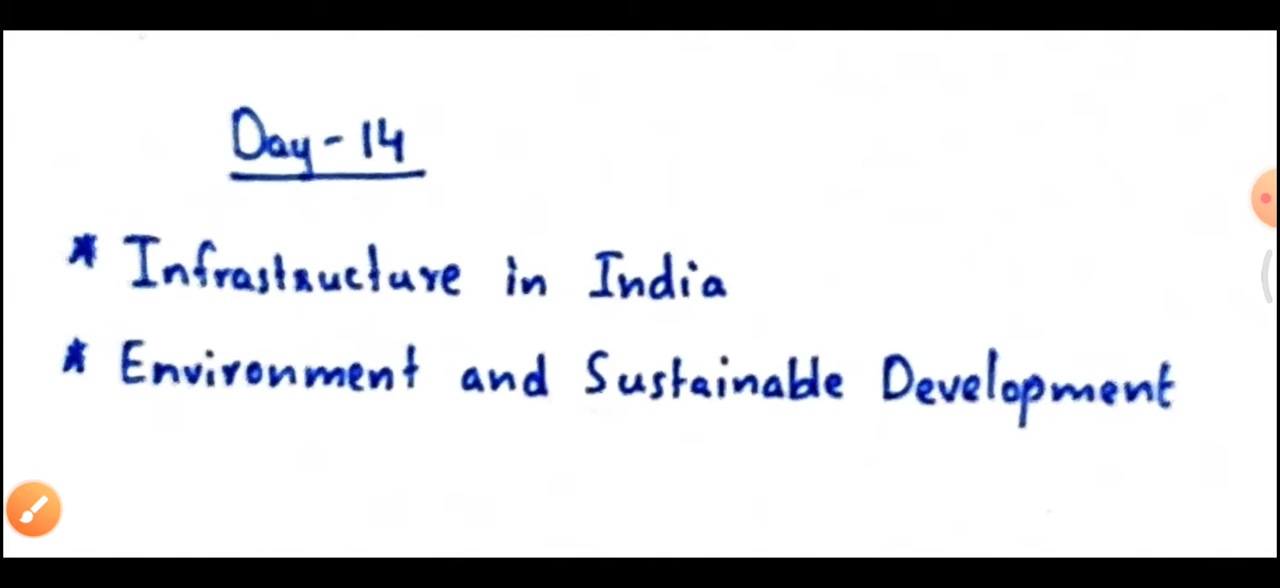 Day - 14
* Infrastructure in India
* Environment and Sustainable Development